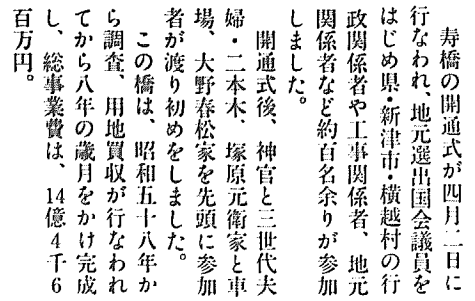 寿橋の開通式が四月二日に
行なわれ、地元選出国会議員を
はじめ県・新津市・横越村の行
政関係者や工事関係者、地元
関係者など約百名余りが参加
しました。
開通式後、神官と三世代夫
婦・二本木、塚原元衛家と車
場、大野春松家を先頭に参加
者が渡り初めをしました。
この橋は、昭和五十八年か
ら調査、用地買収が行なわれ
てから八年の歳月をかけ完成
し、総事業費は、14億4千6
百万円。